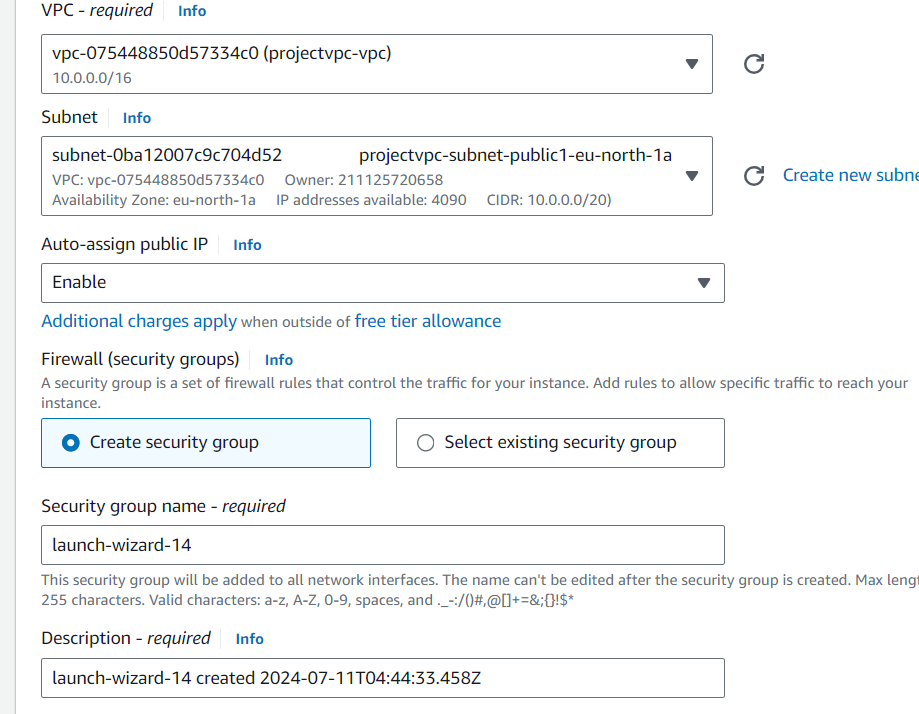 VPC - required Info
vpc-075448850d57334c0 (projectvpc-vpc)
10.0.0.0/16
Subnet Info
subnet-0ba12007c9c704d52 projectvpc-subnet-public1-eu-north-1a
VPC: vpc-075448850d57334c0 Owner: 211125720658
Availability Zone: eu-north-1a IP addresses available: 4090 CIDR: 10.0.0.0/20)
Create new subne
Auto-assign public IP Info
Enable
Additional charges apply when outside of free tier allowance
Firewall (security groups) Info
A security group is a set of firewall rules that control the traffic for your instance. Add rules to allow specific traffic to reach your
instance.
Create security group
Select existing security group
Security group name - required
launch-wizard-14
This security group will be added to all network interfaces. The name can't be edited after the security group is created. Max lengt
255 characters. Valid characters: a-z, A-Z, 0-9, spaces, and ._-:/()#,@[]+=&;{}!$*
Description - required Info
launch-wizard-14 created 2024-07-11T04:44:33.458Z